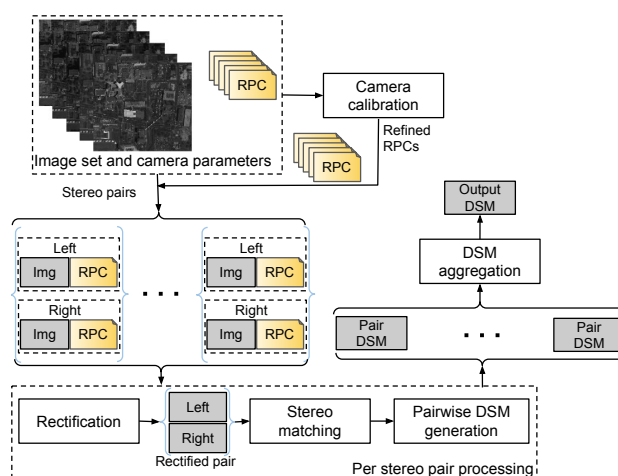 RPC
Camera
calibration
Image set and camera parameters
Refined
RPCs
RPC
Stereo pairs
Output
DSM
DSM
aggregation
Left
Img RPC
Right
Img RPC
. . .
Left
Img RPC
Right
Img RPC
Pair
DSM
. . .
Pair
DSM
Rectification
Left
Right
Rectified pair
Stereo
matching
Pairwise DSM
generation
Per stereo pair processing